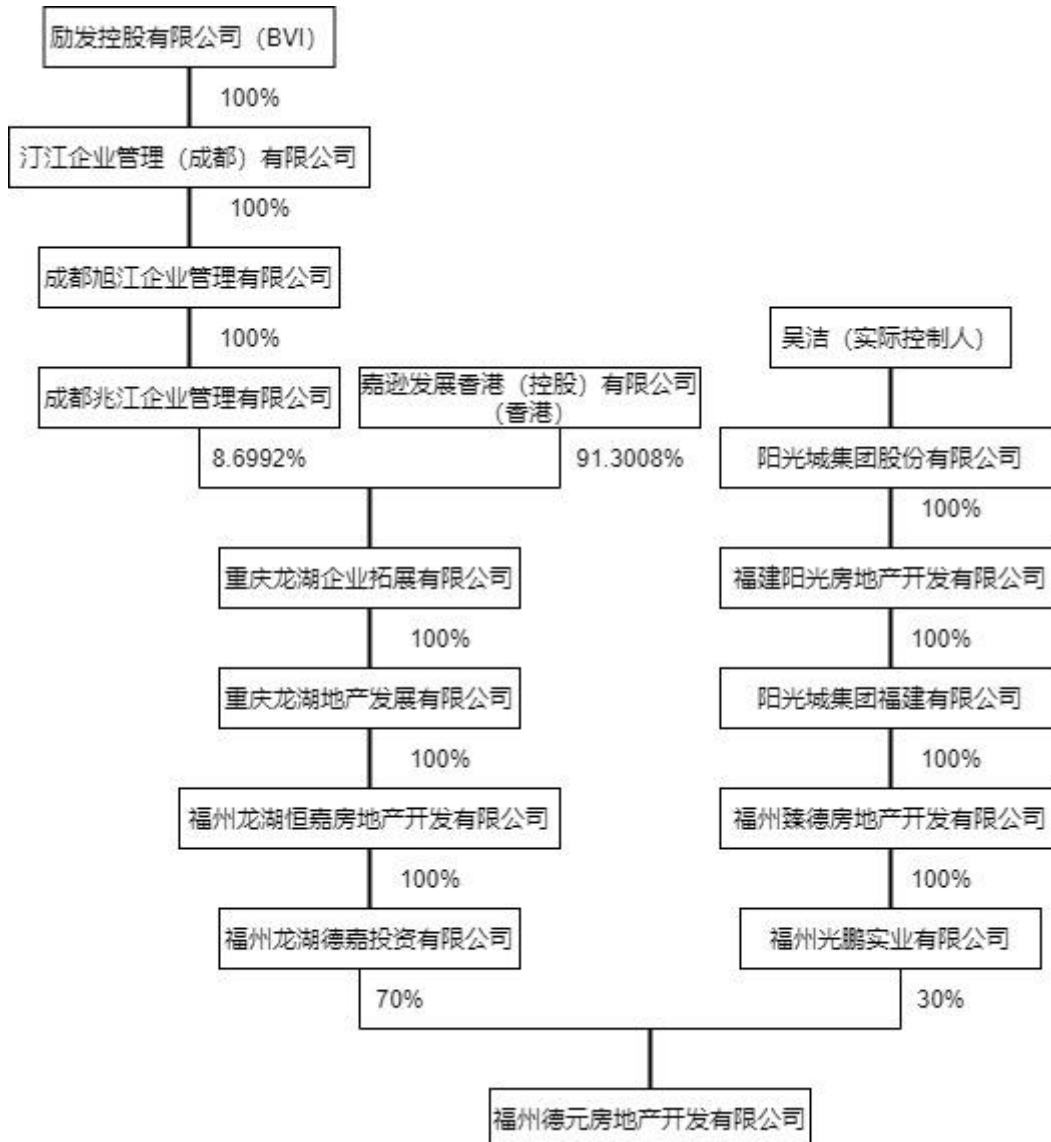 励发控股有限公司（BVI）
100%
汀江企业管理（成都）有限公司
100%
成都旭江企业管理有限公司
100%
吴洁（实际控制人）
成都兆江企业管理有限公司
嘉逊发展香港（控股）有限公司
（香港）
8.6992%
91.3008%
阳光城集团股份有限公司
100%
重庆龙湖企业拓展有限公司
福建阳光房地产开发有限公司
100%
100%
重庆龙湖地产发展有限公司
阳光城集团福建有限公司
100%
100%
福州龙湖恒嘉房地产开发有限公司
福州臻德房地产开发有限公司
100%
100%
福州龙湖德嘉投资有限公司
福州光鹏实业有限公司
70%
30%
福州德元房地产开发有限公司